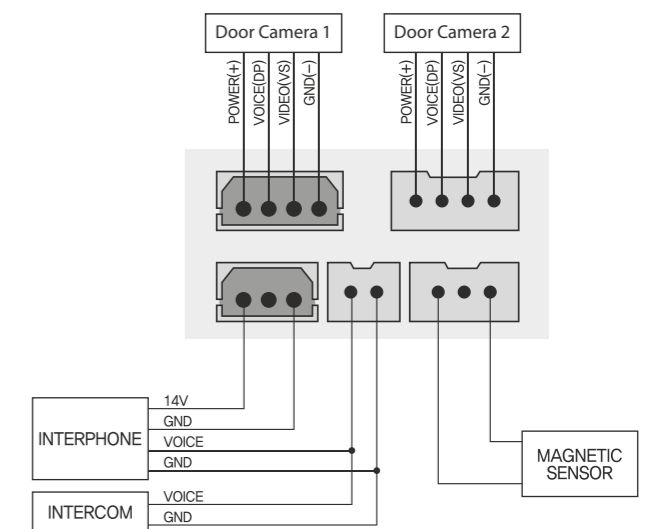 Door Camera 1
Door Camera 2
POWER(+)
VOICE(DP)
VIDEO(VS)
GND(−)
POWER(+)
VOICE(DP)
VIDEO(VS)
GND(−)
INTERPHONE
14V
GND
VOICE
GND
MAGNETIC
SENSOR
INTERCOM
VOICE
GND